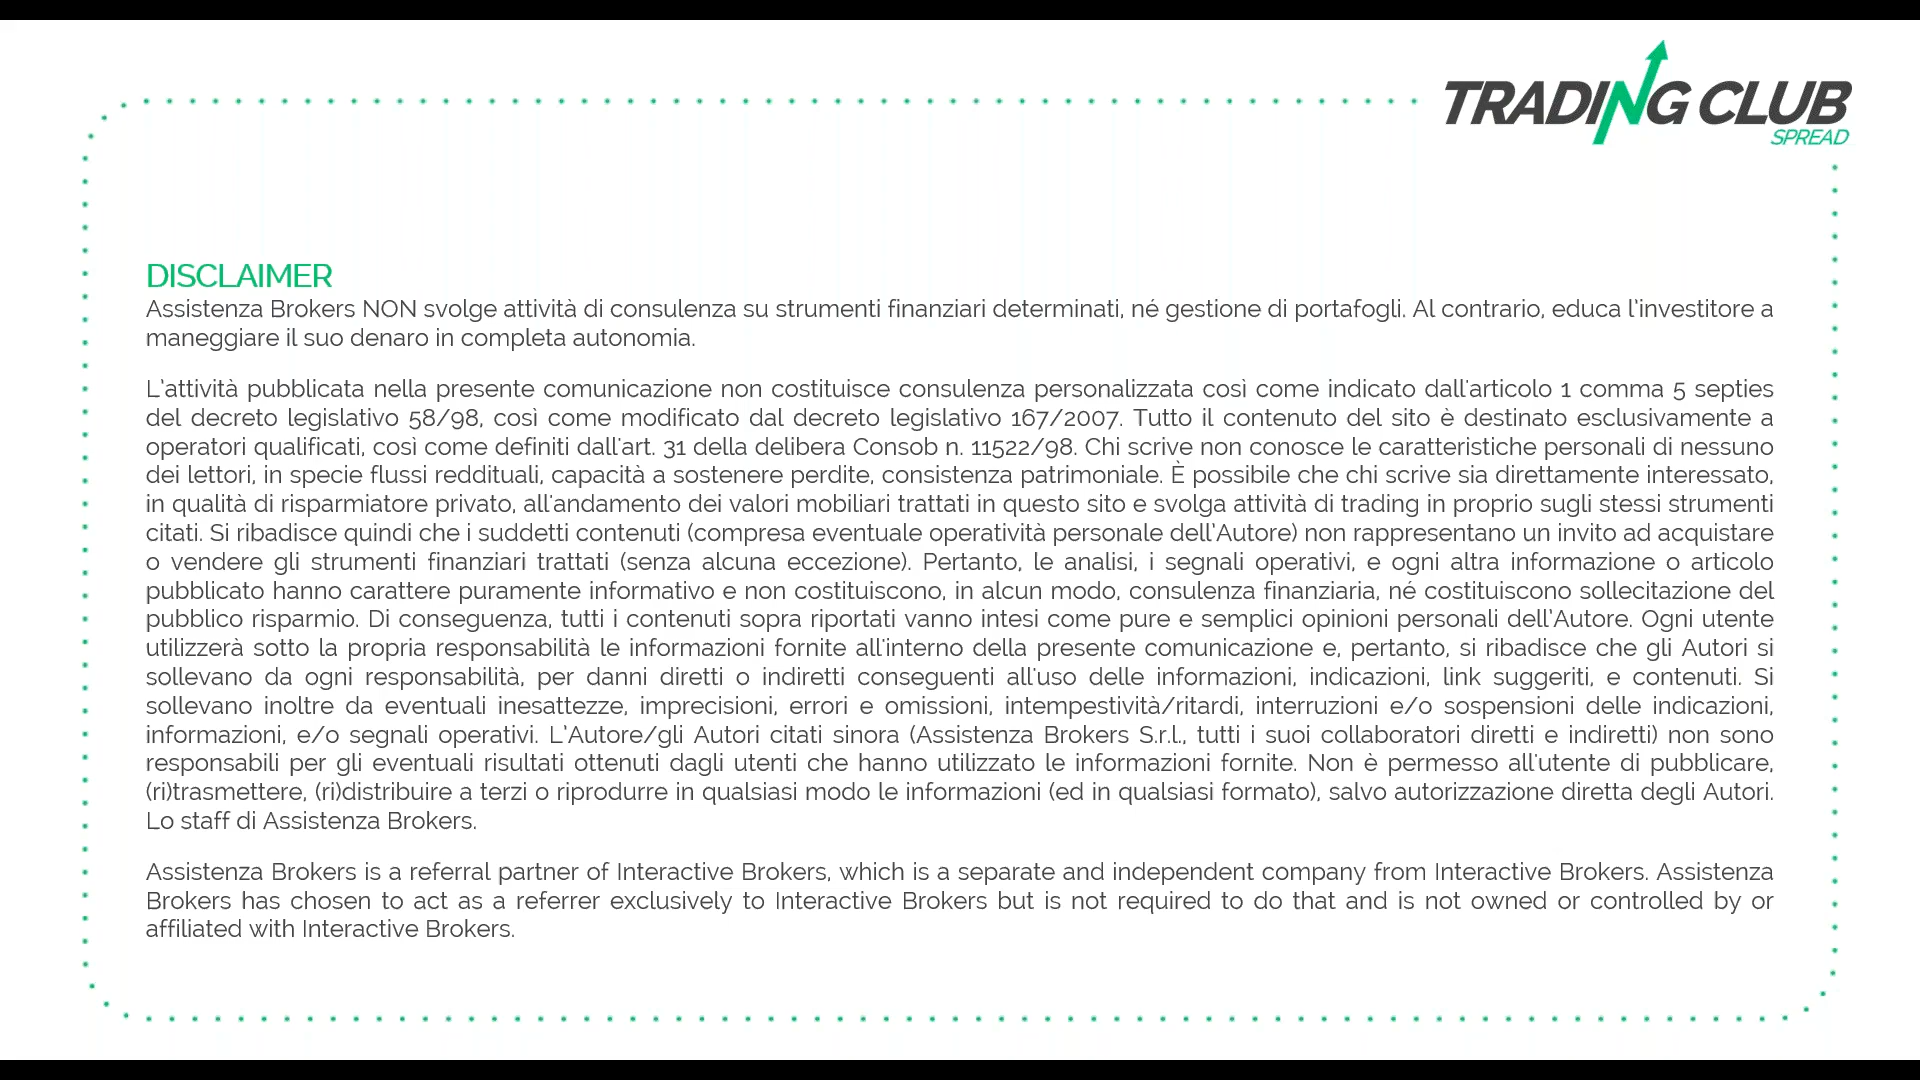 TRADING CLUB
SPREAD
DISCLAIMER
Assistenza Brokers NON svolge attività di consulenza su strumenti finanziari determinati, né gestione di portafogli. Al contrario, educa l'investitore a
maneggiare il suo denaro in completa autonomia.
L'attività pubblicata nella presente comunicazione non costituisce consulenza personalizzata così come indicato dall'articolo 1 comma 5 septies
del decreto legislativo 58/98, così come modificato dal decreto legislativo 167/2007. Tutto il contenuto del sito è destinato esclusivamente a
operatori qualificati, così come definiti dall'art. 31 della delibera Consob n. 11522/98. Chi scrive non conosce le caratteristiche personali di nessuno
dei lettori, in specie flussi reddituali, capacità a sostenere perdite, consistenza patrimoniale. È possibile che chi scrive sia direttamente interessato,
in qualità di risparmiatore privato, all'andamento dei valori mobiliari trattati in questo sito e svolga attività di trading in proprio sugli stessi strumenti
citati. Si ribadisce quindi che i suddetti contenuti (compresa eventuale operatività personale dell'Autore) non rappresentano un invito ad acquistare
o vendere gli strumenti finanziari trattati (senza alcuna eccezione). Pertanto, le analisi, i segnali operativi, e ogni altra informazione o articolo
pubblicato hanno carattere puramente informativo e non costituiscono, in alcun modo, consulenza finanziaria, né costituiscono sollecitazione del
pubblico risparmio. Di conseguenza, tutti i contenuti sopra riportati vanno intesi come pure e semplici opinioni personali dell'Autore. Ogni utente
utilizzerà sotto la propria responsabilità le informazioni fornite all'interno della presente comunicazione e, pertanto, si ribadisce che gli Autori si
sollevano da ogni responsabilità, per danni diretti o indiretti conseguenti all'uso delle informazioni, indicazioni, link suggeriti, e contenuti. Si
sollevano inoltre da eventuali inesattezze, imprecisioni, errori e omissioni, intempestività/ritardi, interruzioni e/o sospensioni delle indicazioni,
informazioni, e/o segnali operativi. L'Autore/gli Autori citati sinora (Assistenza Brokers S.r.l., tutti i suoi collaboratori diretti e indiretti) non sono
responsabili per gli eventuali risultati ottenuti dagli utenti che hanno utilizzato le informazioni fornite. Non è permesso all'utente di pubblicare,
(ri)trasmettere, (ri)distribuire a terzi o riprodurre in qualsiasi modo le informazioni (ed in qualsiasi formato), salvo autorizzazione diretta degli Autori.
Lo staff di Assistenza Brokers.
Assistenza Brokers is a referral partner of Interactive Brokers, which is a separate and independent company from Interactive Brokers. Assistenza
Brokers has chosen to act as a referrer exclusively to Interactive Brokers but is not required to do that and is not owned or controlled by or
affiliated with Interactive Brokers.